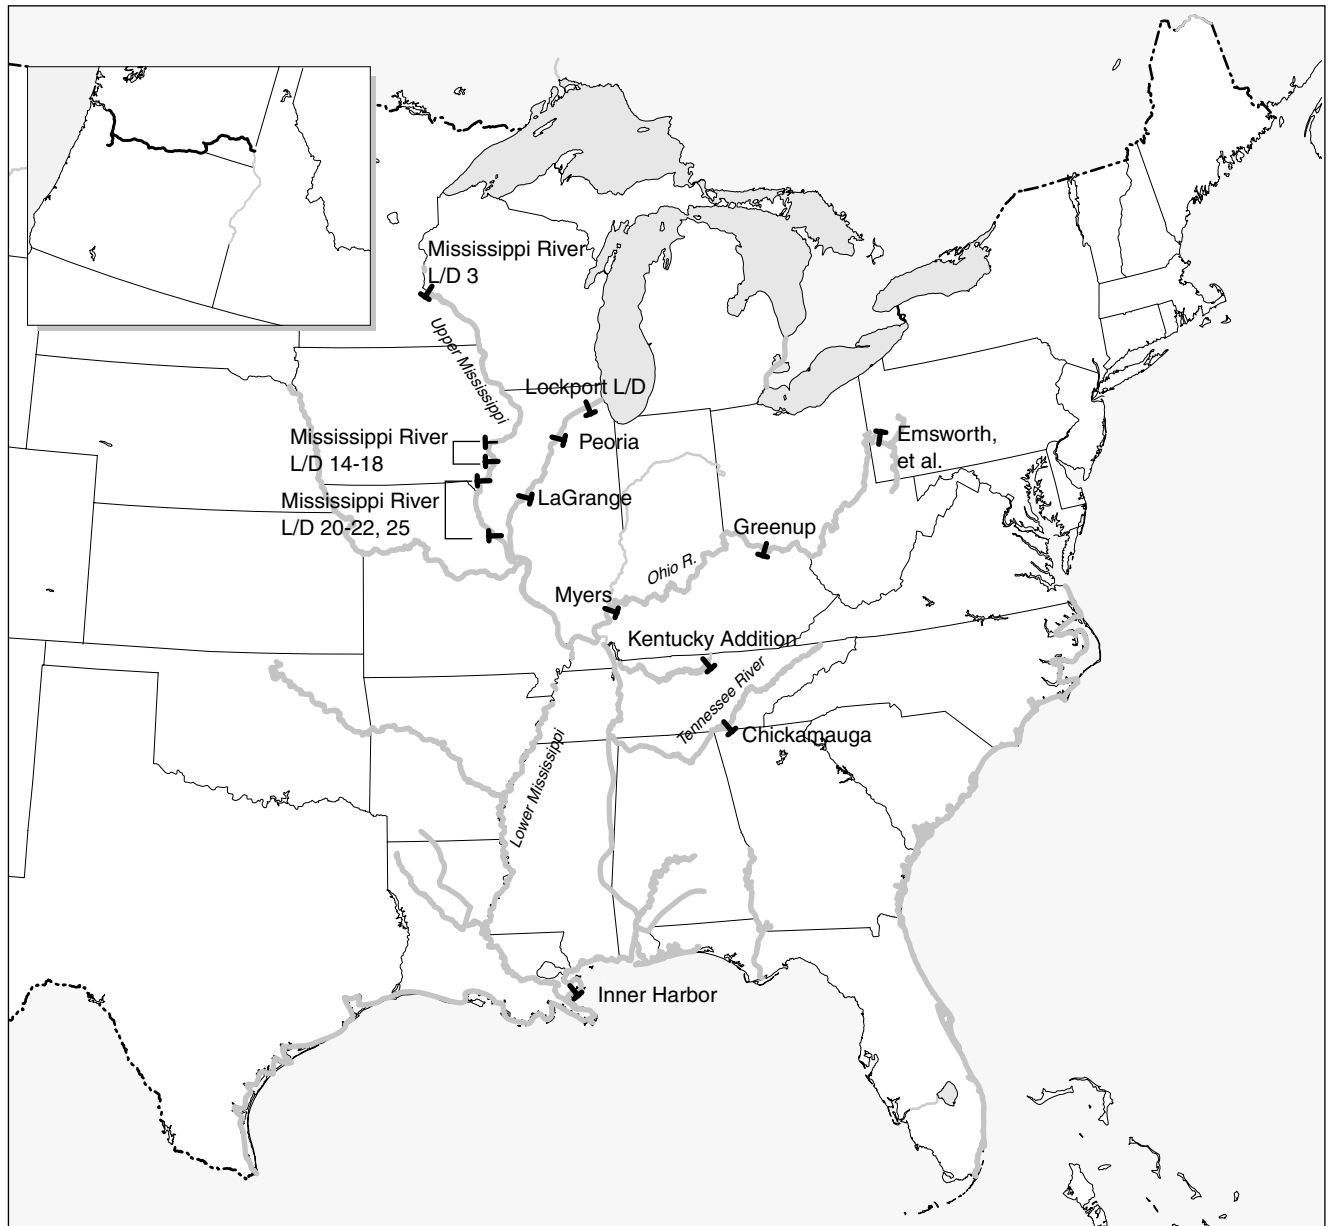 Mississippi River
L/D 3
Upper Mississippi
Lockport L/D
Mississippi River
L/D 14-18
Peoria
Emsworth,
et al.
Mississippi River
L/D 20-22, 25
LaGrange
Greenup
Ohio R.
Myers
Kentucky Addition
Tennessee River
Chickamauga
Lower Mississippi
Inner Harbor